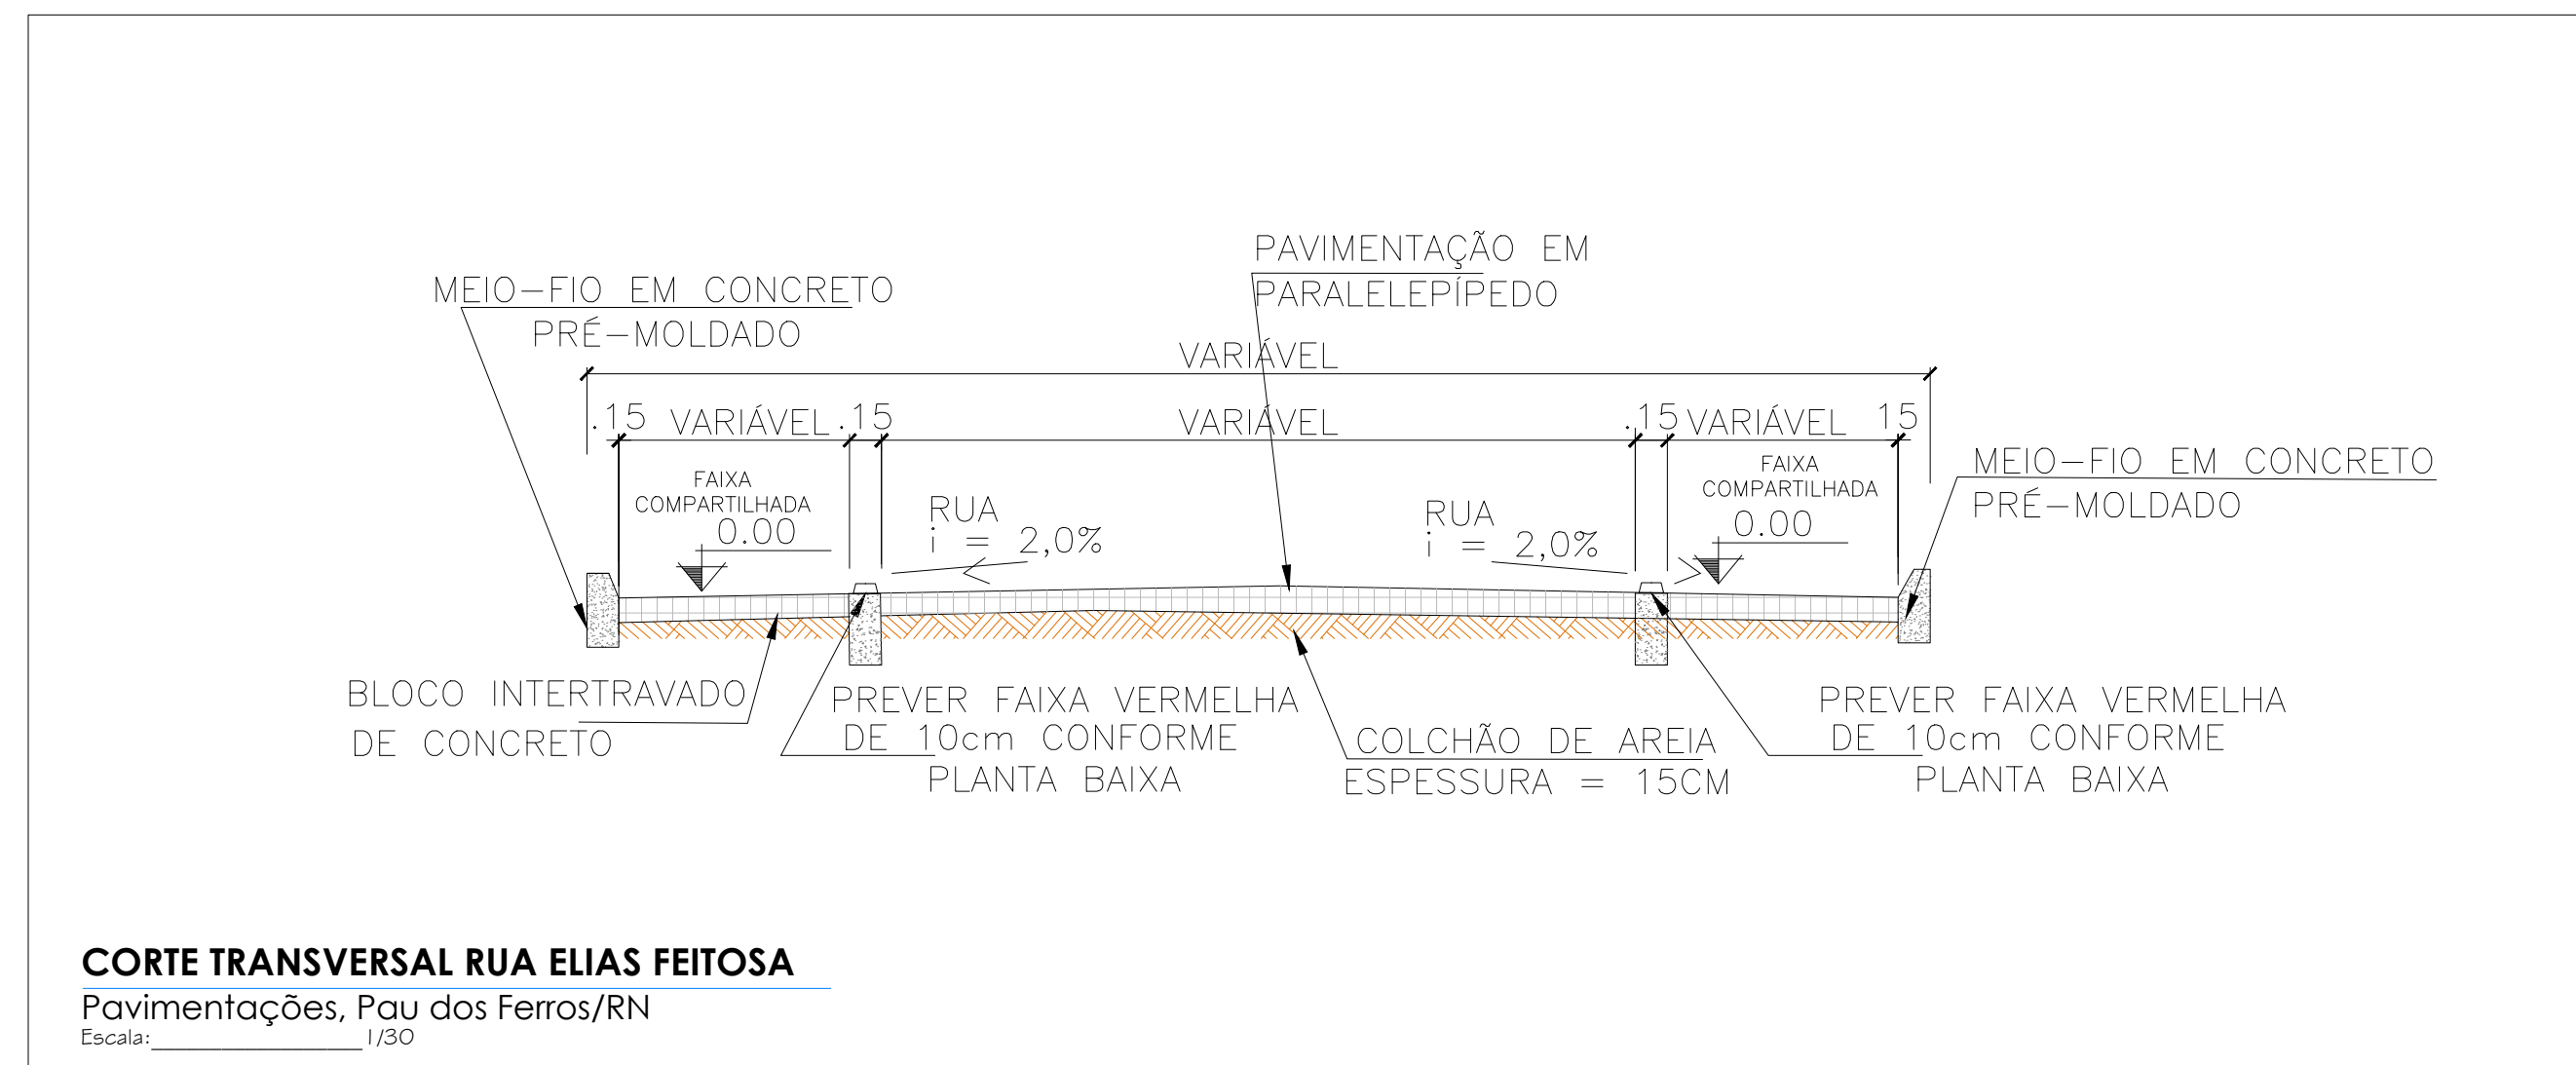 PAVIMENTAÇÃO EM
PARALELEPÍPEDO
MEIO-FIO EM CONCRETO
PRÉ-MOLDADO
VARIÁVEL
.15 VARIÁVEL .15 VARIÁVEL .15 VARIÁVEL 15
FAIXA
COMPARTILHADA
0.00
RUA
i = 2,0%
RUA
i = 2,0%
FAIXA
COMPARTILHADA
0.00
MEIO-FIO EM CONCRETO
PRÉ-MOLDADO
BLOCO INTERTRAVADO
DE CONCRETO
PREVER FAIXA VERMELHA
DE 10cm CONFORME
PLANTA BAIXA
COLCHÃO DE AREIA
ESPESSURA = 15CM
PREVER FAIXA VERMELHA
DE 10cm CONFORME
PLANTA BAIXA
CORTE TRANSVERSAL RUA ELIAS FEITOSA
Pavimentações, Pau dos Ferros/RN
Escala:__________________1/30